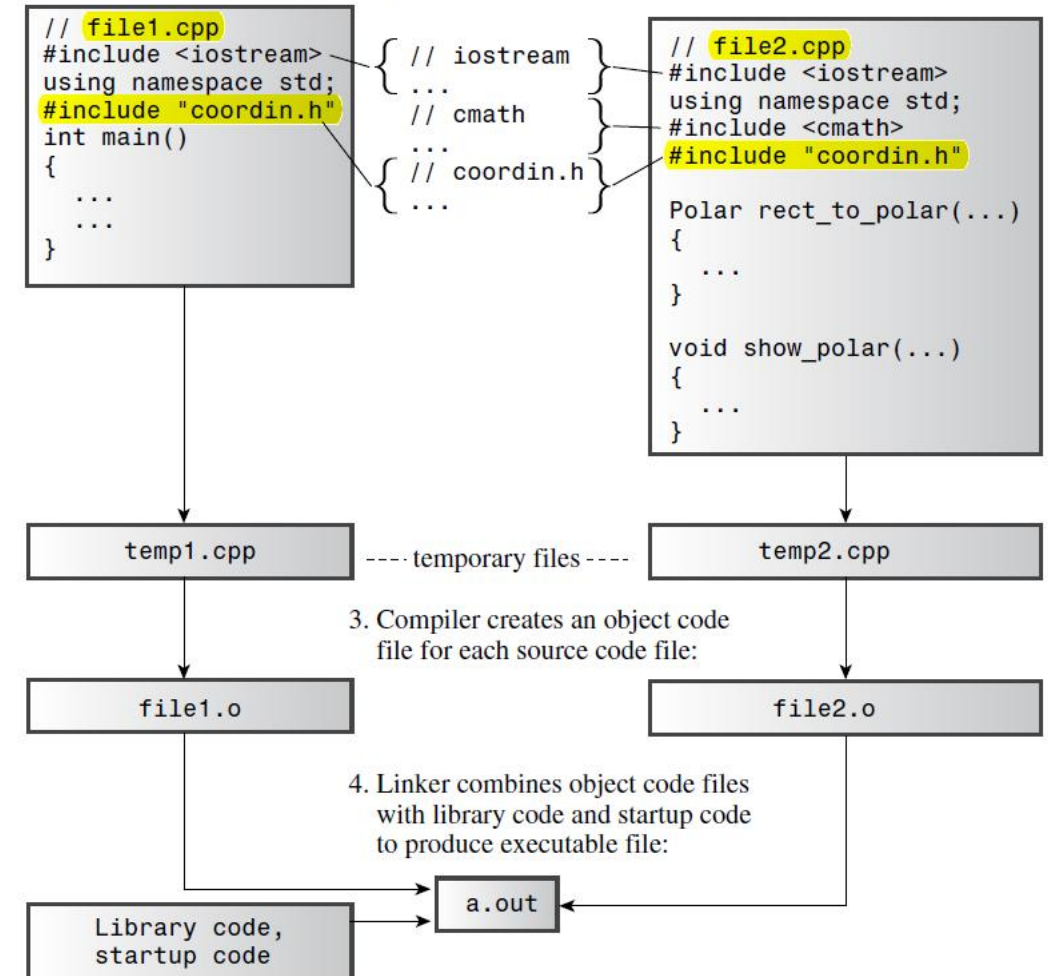 // file1.cpp
#include <iostream>
using namespace std;
#include "coordin.h"
int main()
{
...
...
}
// iostream
...
// cmath
...
// coordin.h
...
// file2.cpp
#include <iostream>
using namespace std;
#include <cmath>
#include "coordin.h"
Polar rect_to_polar(...)
{
...
}
void show_polar(...)
{
...
}
temp1.cpp
temporary files
temp2.cpp
3. Compiler creates an object code
file for each source code file:
file1.o
file2.o
4. Linker combines object code files
with library code and startup code
to produce executable file:
a.out
Library code,
startup code